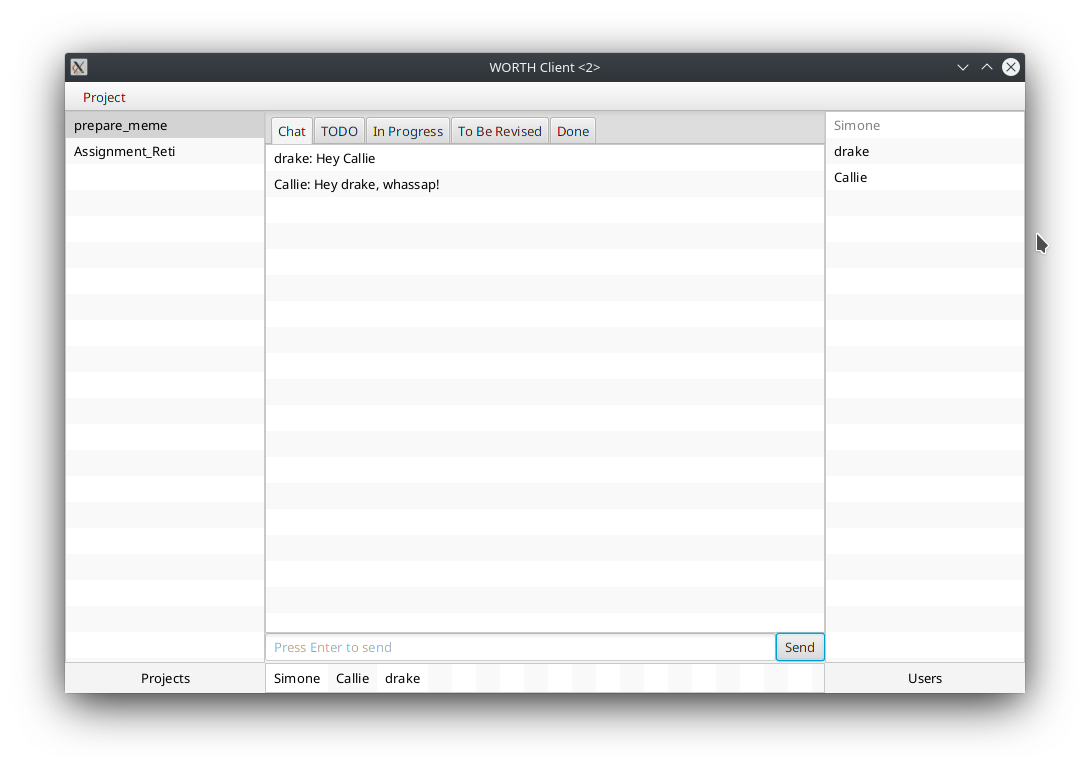 WORTH Client <2>
Project
prepare_meme
Assignment_Reti
Chat TODO In Progress To Be Revised Done
drake: Hey Callie
Callie: Hey drake, whassap!
Simone
drake
Callie
Press Enter to send Send
Projects
Simone Callie drake
Users